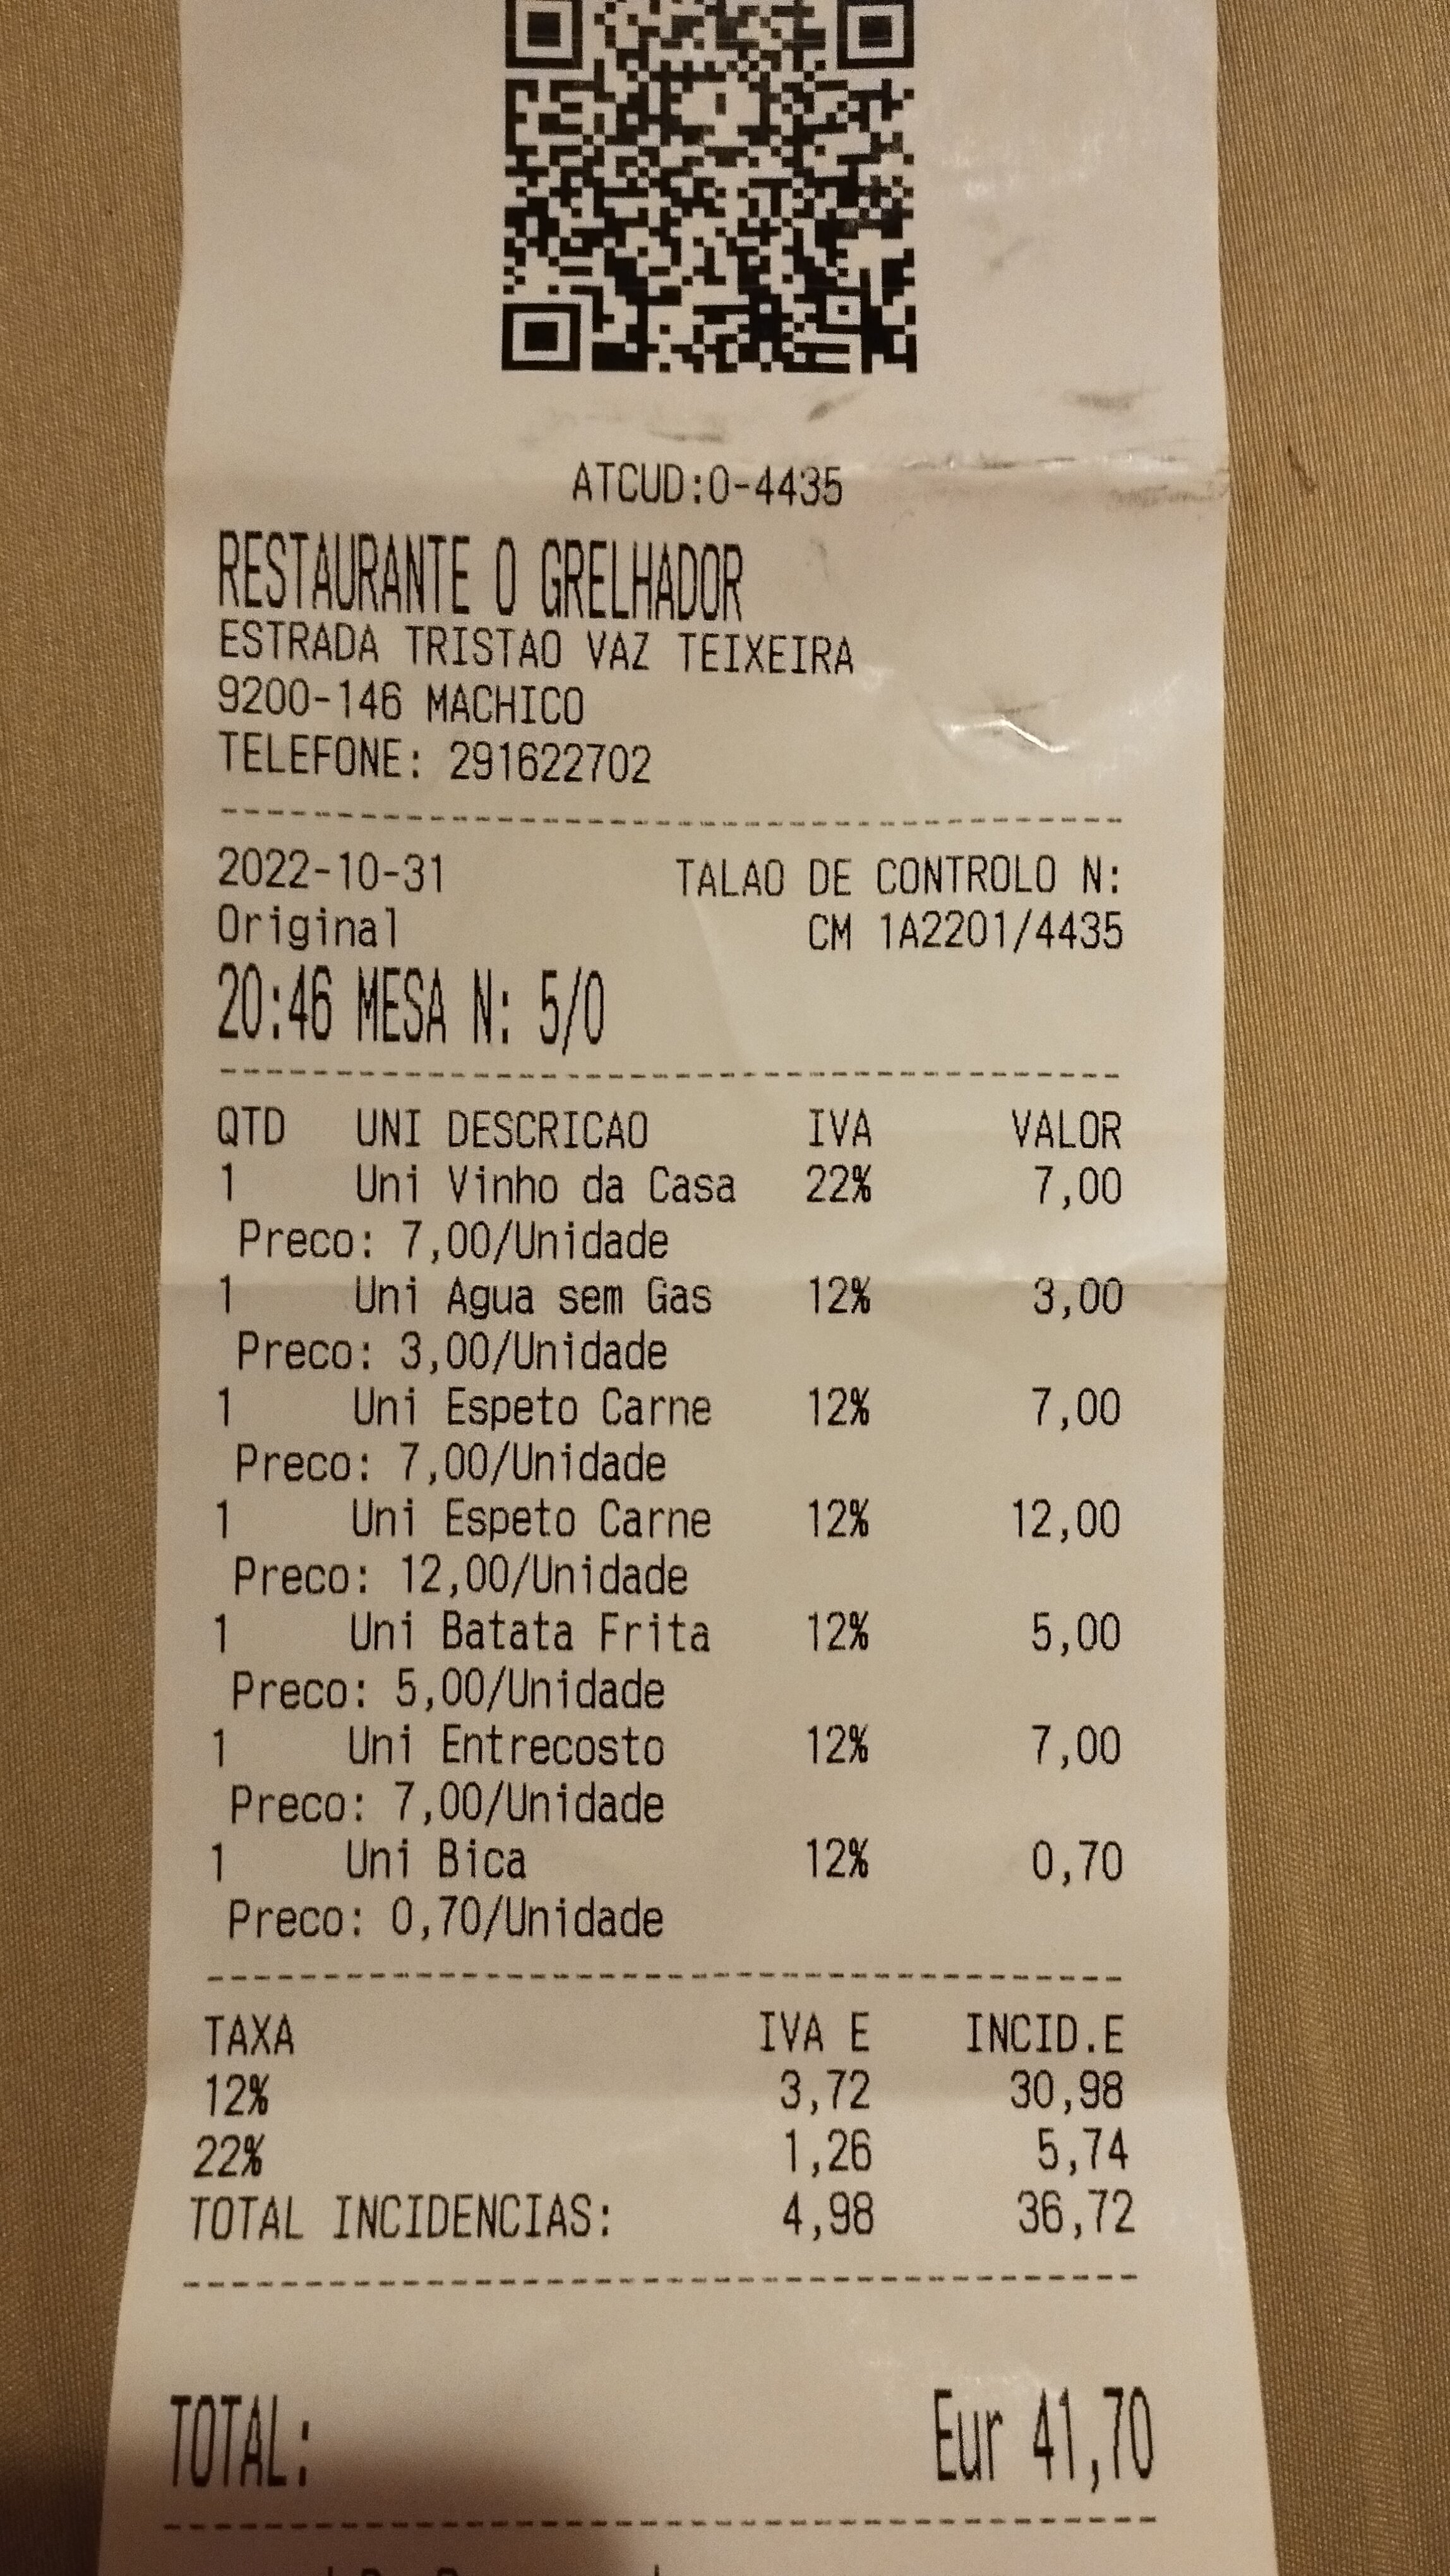 ATCUD:0-4435
RESTAURANTE O GRELHADOR
ESTRADA TRISTAO VAZ TEIXEIRA
9200-146 MACHICO
TELEFONE: 291622702
2022-10-31 TALAO DE CONTROLO N:
Original CM 1A2201/4435
20:46 MESA N: 5/0
QTD UNI DESCRICAO IVA VALOR
1 Uni Vinho da Casa 22% 7,00
Preco: 7,00/Unidade
1 Uni Agua sem Gas 12% 3,00
Preco: 3,00/Unidade
1 Uni Espeto Carne 12% 7,00
Preco: 7,00/Unidade
1 Uni Espeto Carne 12% 12,00
Preco: 12,00/Unidade
1 Uni Batata Frita 12% 5,00
Preco: 5,00/Unidade
1 Uni Entrecosto 12% 7,00
Preco: 7,00/Unidade
1 Uni Bica 12% 0,70
Preco: 0,70/Unidade
TAXA IVA E INCID.E
12% 3,72 30,98
22% 1,26 5,74
TOTAL INCIDENCIAS: 4,98 36,72
TOTAL: Eur 41,70